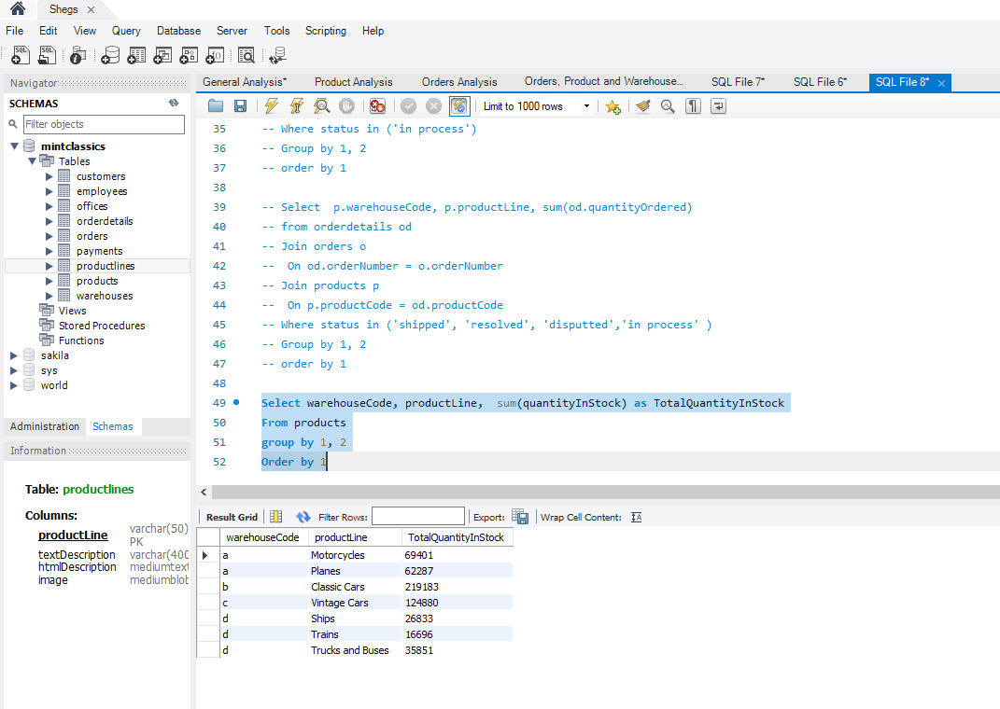 Shegs ×
File Edit View Query Database Server Tools Scripting Help
Navigator
SCHEMAS
Filter objects
mintclassics
Tables
customers
employees
offices
orderdetails
orders
payments
productlines
products
warehouses
Views
Stored Procedures
Functions
sakila
sys
world
Administration Schemas
Information
Table: productlines
Columns:
productLine varchar(50)
PK
textDescription varchar(400
htmlDescription mediumtext
image mediumblob
General Analysis* Product Analysis Orders Analysis Orders, Product and Warehouse... SQL File 7* SQL File 6* SQL File 8* ×
Limit to 1000 rows
35 -- Where status in ('in process')
36 -- Group by 1, 2
37 -- order by 1
38
39 -- Select  p.warehouseCode, p.productLine, sum(od.quantityOrdered)
40 -- from orderdetails od
41 -- Join orders o
42 --  On od.orderNumber = o.orderNumber
43 -- Join products p
44 --  On p.productCode = od.productCode
45 -- Where status in ('shipped', 'resolved', 'disputted','in process' )
46 -- Group by 1, 2
47 -- order by 1
48
49 Select warehouseCode, productLine,  sum(quantityInStock) as TotalQuantityInStock
50 From products
51 group by 1, 2
52 Order by 1
Result Grid Filter Rows: Export: Wrap Cell Content: IA
warehouseCode productLine TotalQuantityInStock
a Motorcycles 69401
a Planes 62287
b Classic Cars 219183
c Vintage Cars 124880
d Ships 26833
d Trains 16696
d Trucks and Buses 35851